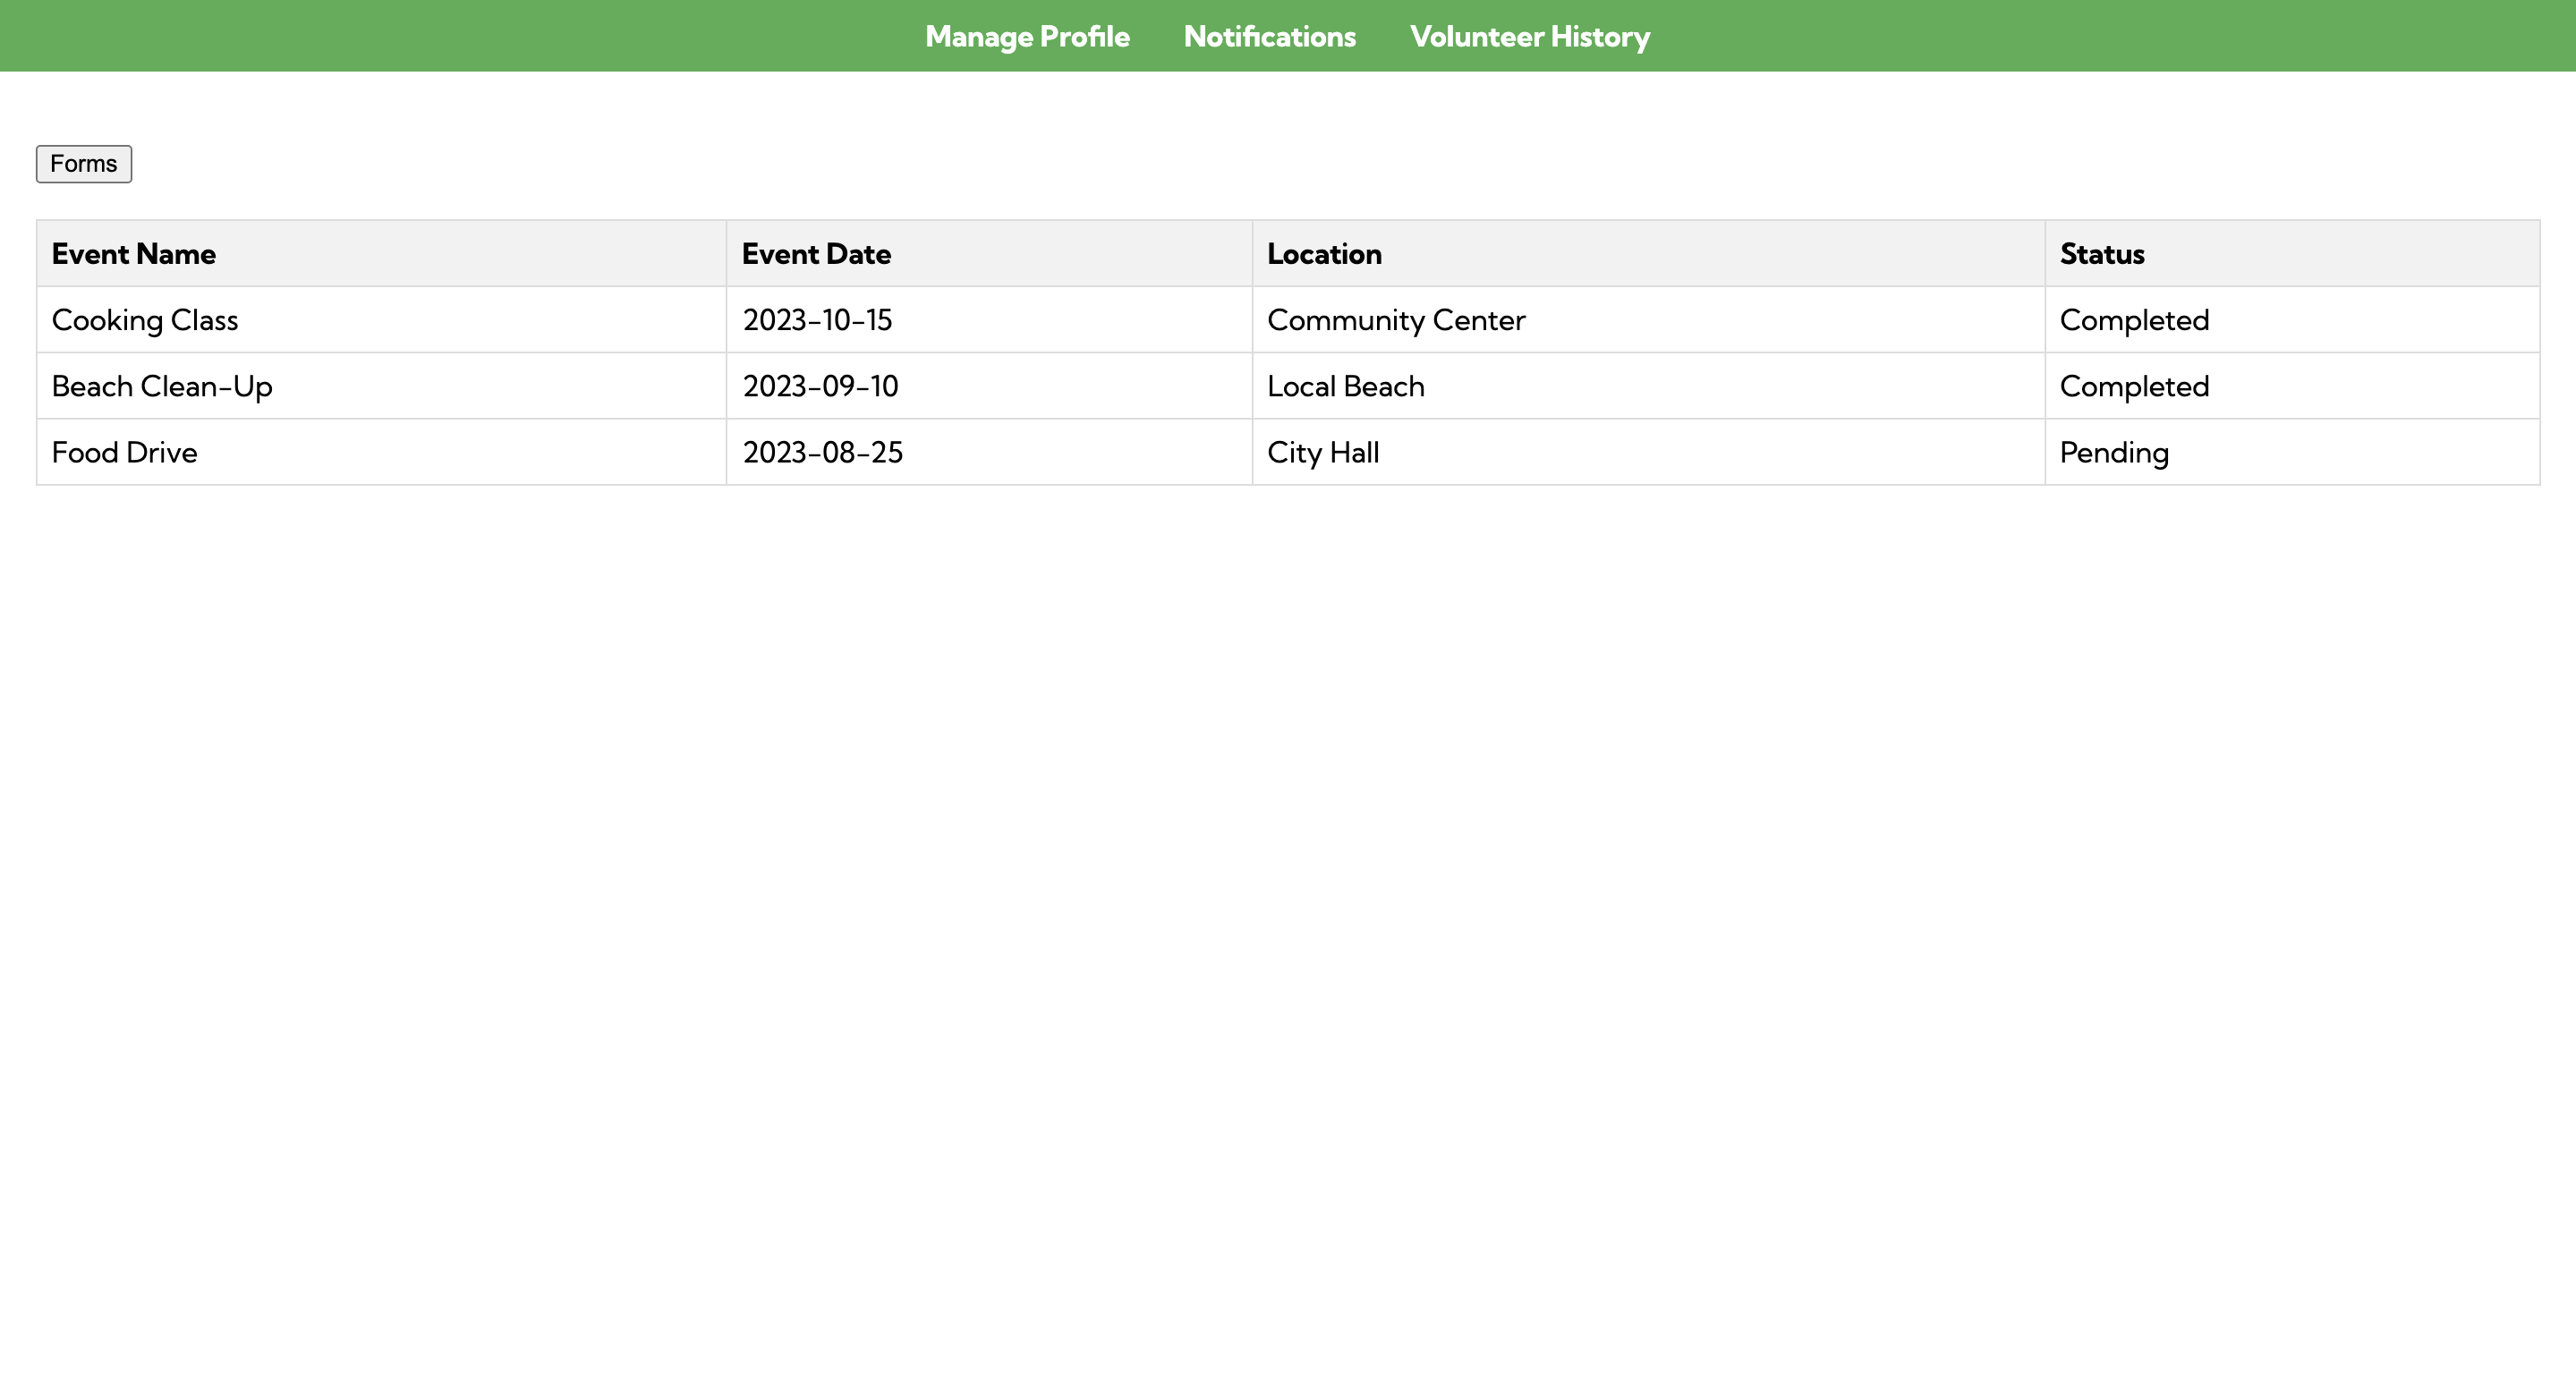 Manage Profile Notifications Volunteer History
Forms
Event Name Event Date Location Status
Cooking Class 2023-10-15 Community Center Completed
Beach Clean-Up 2023-09-10 Local Beach Completed
Food Drive 2023-08-25 City Hall Pending